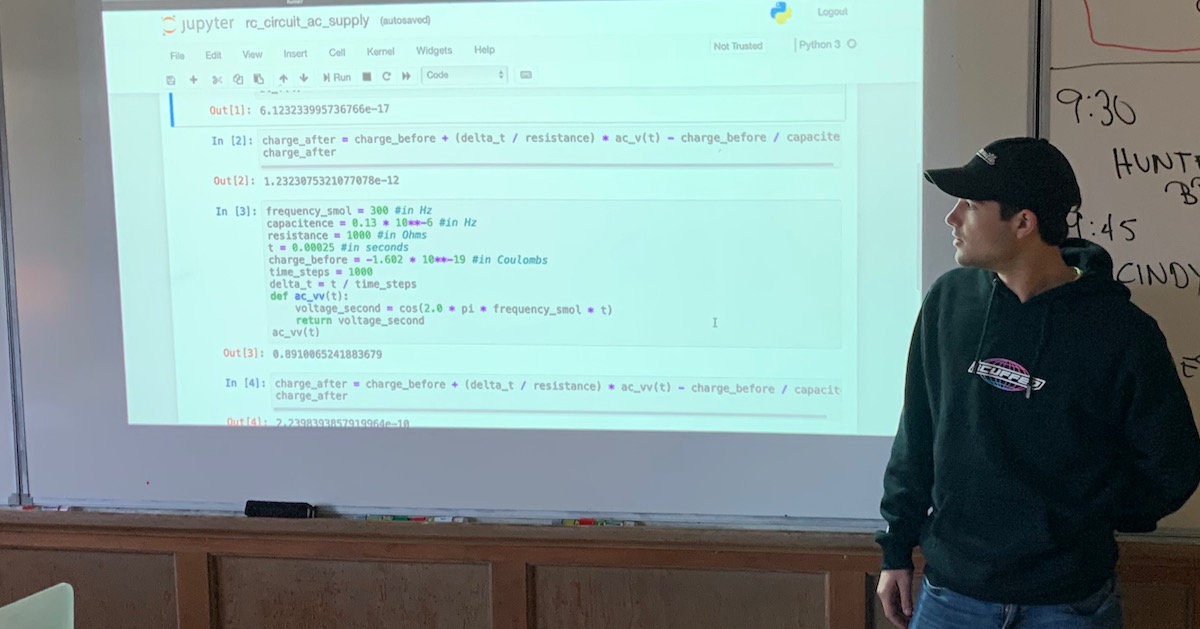 jupyter rc_circuit_ac_supply (autosaved)
Logout
File Edit View Insert Cell Kernel Widgets Help
Not Trusted
Python 3
Run
Code
Out[1]: 6.123233995736766e-17
In [2]: charge_after = charge_before + (delta_t / resistance) * ac_v(t) - charge_before / capacite
charge_after
Out[2]: 1.2323075321077078e-12
In [3]: frequency_smol = 300 #in Hz
capacitence = 0.13 * 10**-6 #in Hz
resistance = 1000 #in Ohms
t = 0.00025 #in seconds
charge_before = -1.602 * 10**-19 #in Coulombs
time_steps = 1000
delta_t = t / time_steps
def ac_vv(t):
voltage_second = cos(2.0 * pi * frequency_smol * t)
return voltage_second
ac_vv(t)
Out[3]: 0.8910065241883679
In [4]: charge_after = charge_before + (delta_t / resistance) * ac_vv(t) - charge_before / capacit
charge_after
Out[4]: 2.2398393857919964e-10
9:30
HUNT
9:45
CINDY